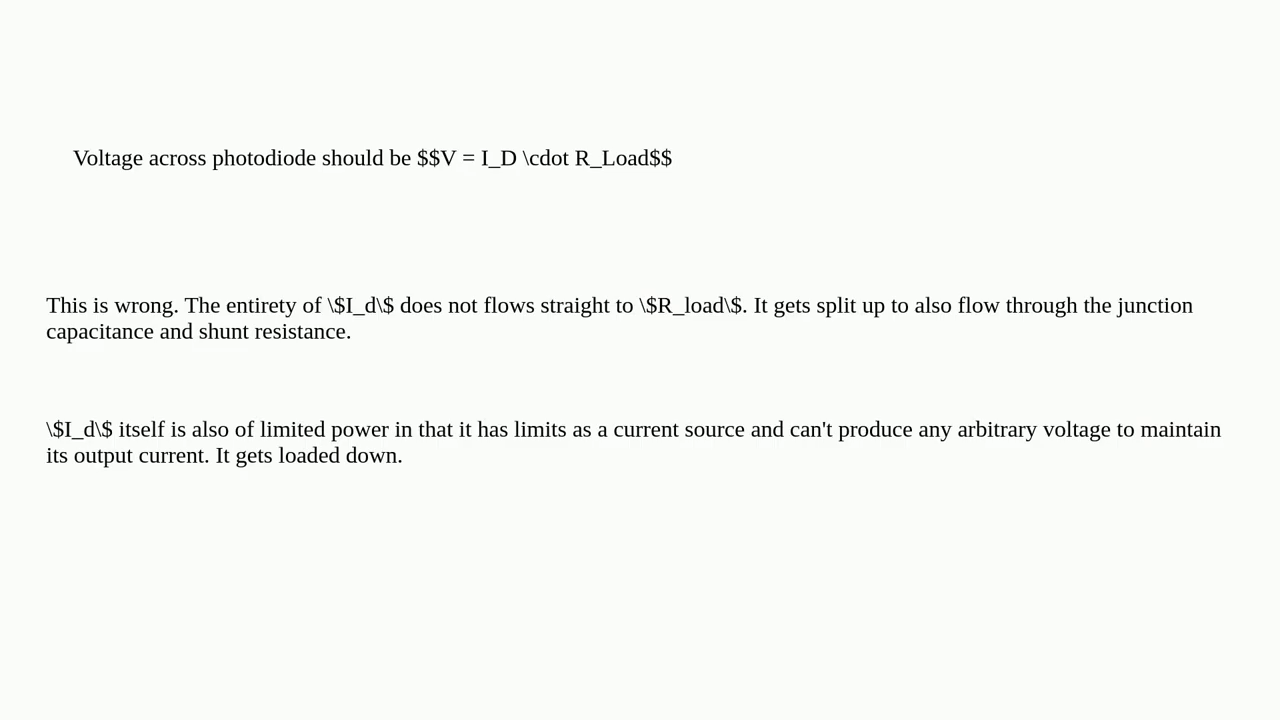 Voltage across photodiode should be $$V = I_D \cdot R_Load$$
This is wrong. The entirety of \$I_d\$ does not flows straight to \$R_load\$. It gets split up to also flow through the junction
capacitance and shunt resistance.
\$I_d\$ itself is also of limited power in that it has limits as a current source and can't produce any arbitrary voltage to maintain
its output current. It gets loaded down.